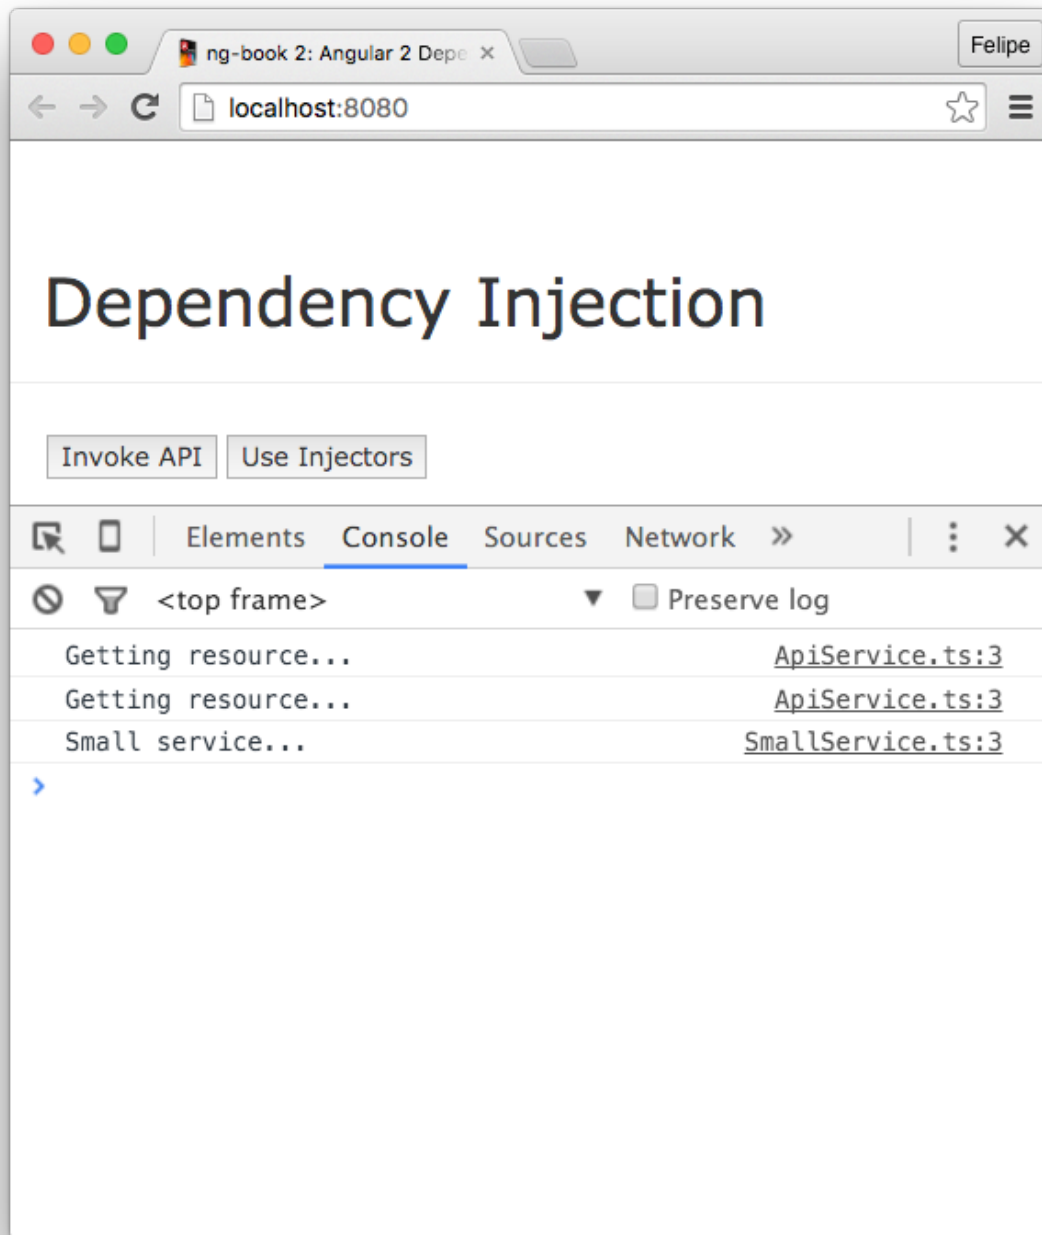 ng-book 2: Angular 2 Depe
Felipe
localhost:8080
Dependency Injection
Invoke API Use Injectors
Elements Console Sources Network »
<top frame> Preserve log
Getting resource... ApiService.ts:3
Getting resource... ApiService.ts:3
Small service... SmallService.ts:3